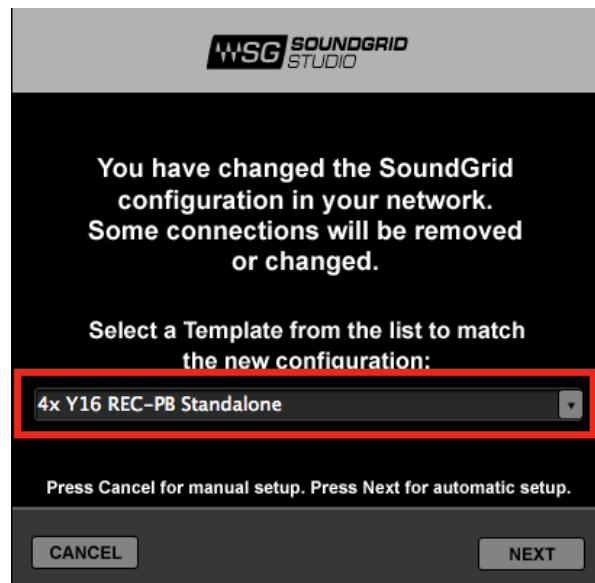 WSG SOUNDGRID
STUDIO
You have changed the SoundGrid
configuration in your network.
Some connections will be removed
or changed.
Select a Template from the list to match
the new configuration:
4x Y16 REC-PB Standalone
Press Cancel for manual setup. Press Next for automatic setup.
CANCEL
NEXT